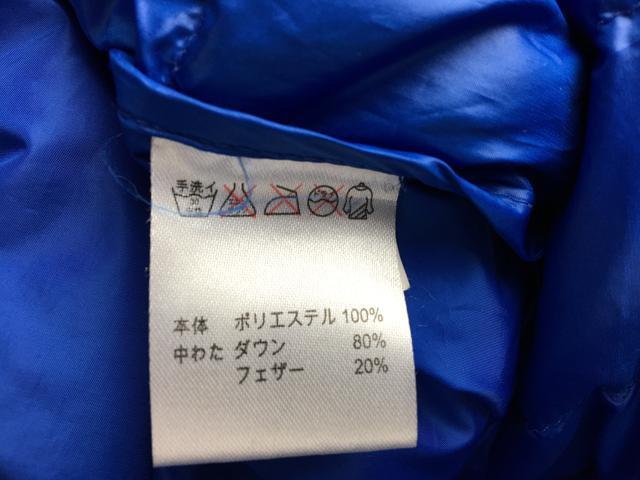 手洗イ
30
本体 ポリエステル 100%
中わた ダウン 80%
フェザー 20%